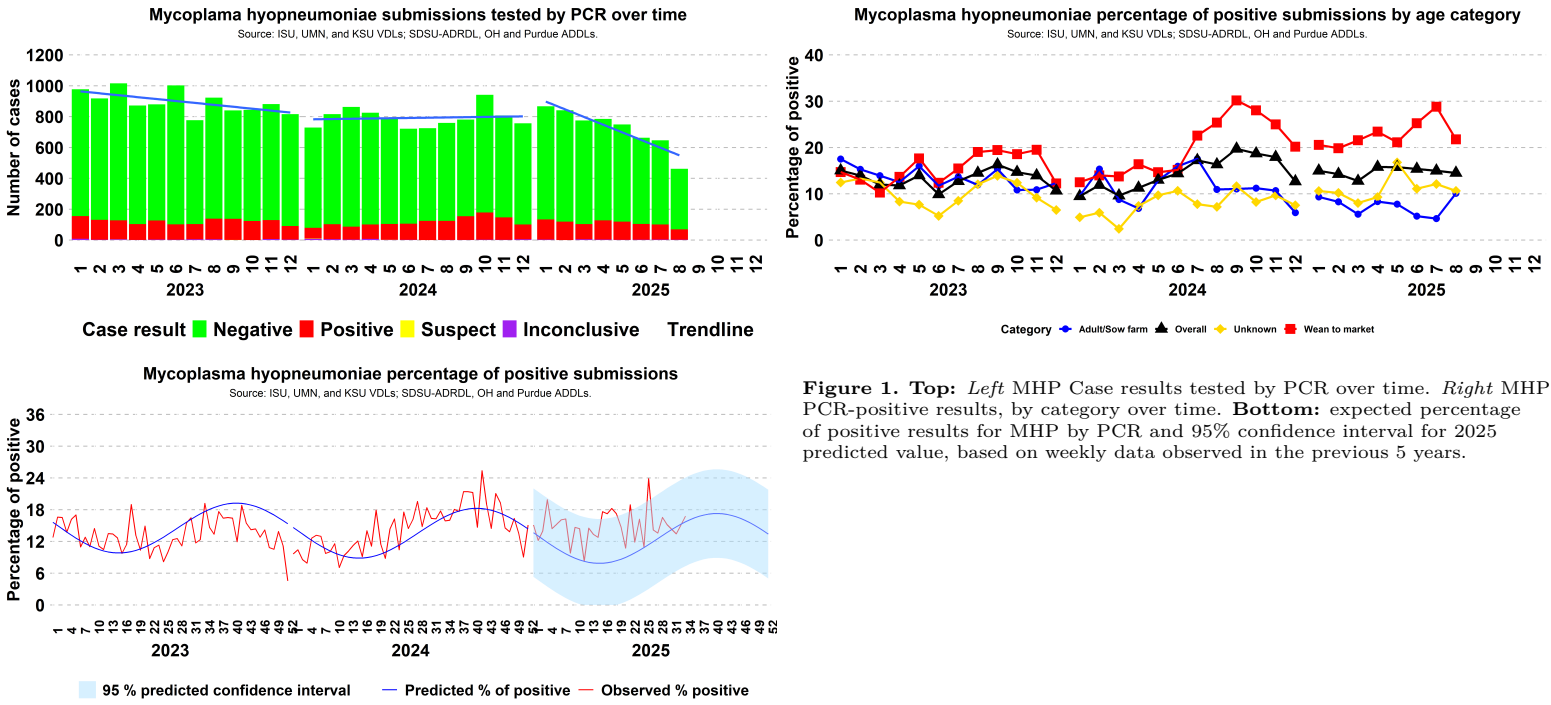 Mycoplama hyopneumoniae submissions tested by PCR over time
Source: ISU, UMN, and KSU VDLs; SDSU-ADRDL, OH and Purdue ADDLs.
Number of cases
1200
1000
800
600
400
200
0
1 2 3 4 5 6 7 8 9 10 11 12 1 2 3 4 5 6 7 8 9 10 11 12 1 2 3 4 5 6 7 8 9 10 11 12
2023 2024 2025
Case result Negative Positive Suspect Inconclusive Trendline
Mycoplasma hyopneumoniae percentage of positive submissions by age category
Source: ISU, UMN, and KSU VDLs; SDSU-ADRDL, OH and Purdue ADDLs.
Percentage of positive
40
30
20
10
0
1 2 3 4 5 6 7 8 9 10 11 12 1 2 3 4 5 6 7 8 9 10 11 12 1 2 3 4 5 6 7 8 9 10 11 12
2023 2024 2025
Category Adult/Sow farm Overall Unknown Wean to market
Mycoplasma hyopneumoniae percentage of positive submissions
Source: ISU, UMN, and KSU VDLs; SDSU-ADRDL, OH and Purdue ADDLs.
Percentage of positive
36
30
24
18
12
6
0
1 4 7 10 13 16 19 22 25 28 31 34 37 40 43 46 49 52 1 4 7 10 13 16 19 22 25 28 31 34 37 40 43 46 49 52 1 4 7 10 13 16 19 22 25 28 31 34 37 40 43 46 49 52
2023 2024 2025
95 % predicted confidence interval Predicted % of positive Observed % positive
Figure 1. Top: Left MHP Case results tested by PCR over time. Right MHP
PCR-positive results, by category over time. Bottom: expected percentage
of positive results for MHP by PCR and 95% confidence interval for 2025
predicted value, based on weekly data observed in the previous 5 years.